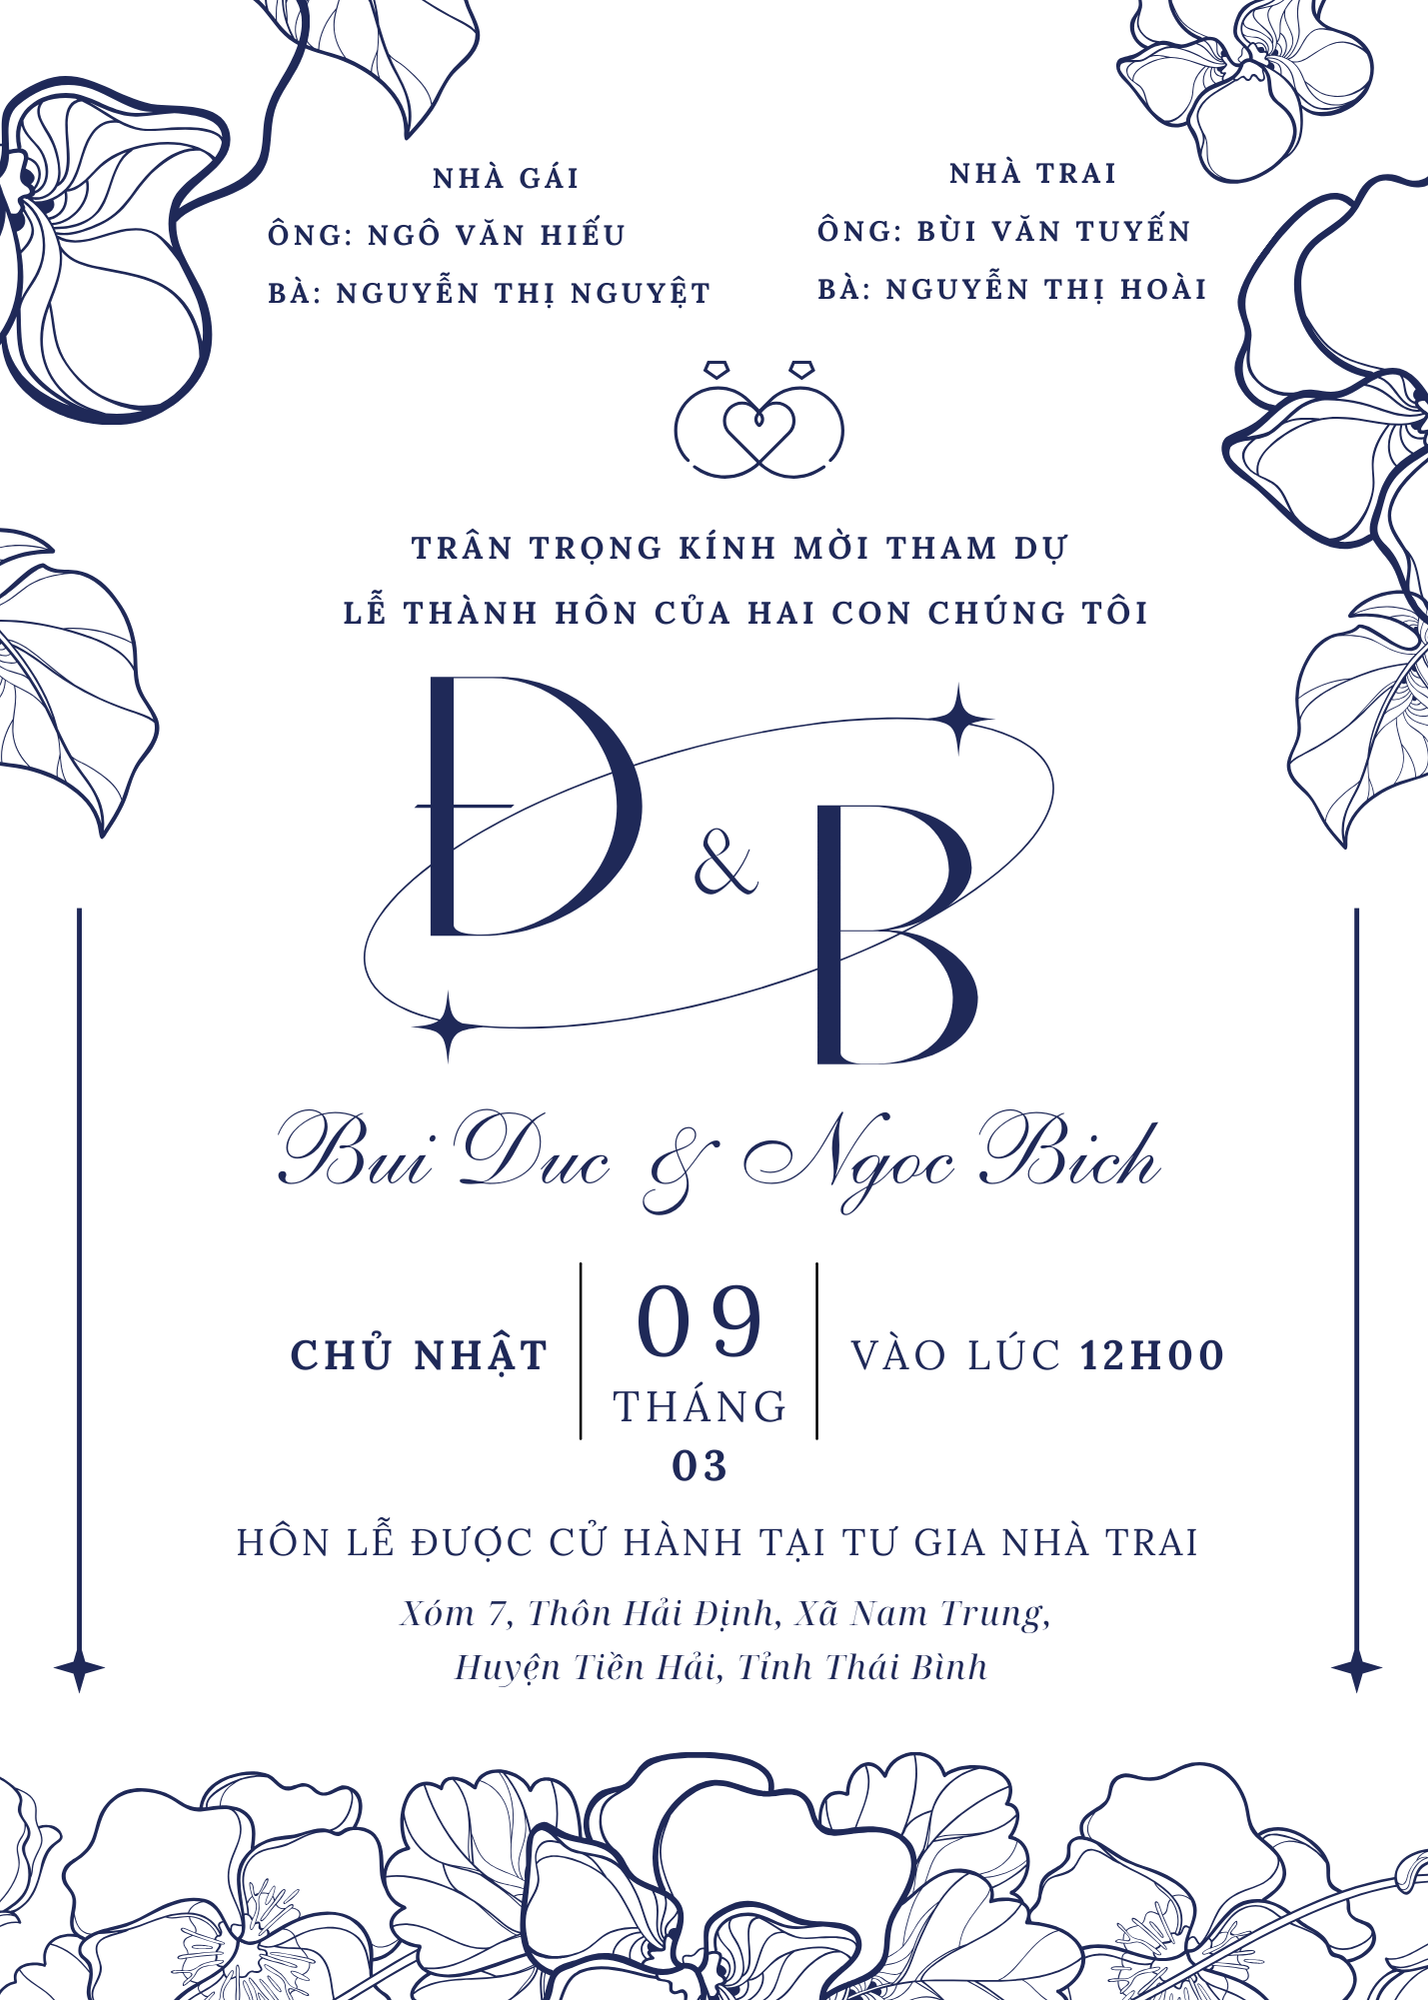 NHÀ GÁI
ÔNG: NGÔ VĂN HIẾU
BÀ: NGUYỄN THỊ NGUYỆT
NHÀ TRAI
ÔNG: BÙI VĂN TUYẾN
BÀ: NGUYỄN THỊ HOÀI
TRÂN TRỌNG KÍNH MỜI THAM DỰ
LỄ THÀNH HÔN CỦA HAI CON CHÚNG TÔI
Đ & B
Bui Duc & Ngoc Bich
CHỦ NHẬT
09
THÁNG
03
VÀO LÚC 12H00
HÔN LỄ ĐƯỢC CỬ HÀNH TẠI TƯ GIA NHÀ TRAI
Xóm 7, Thôn Hải Định, Xã Nam Trung,
Huyện Tiền Hải, Tỉnh Thái Bình